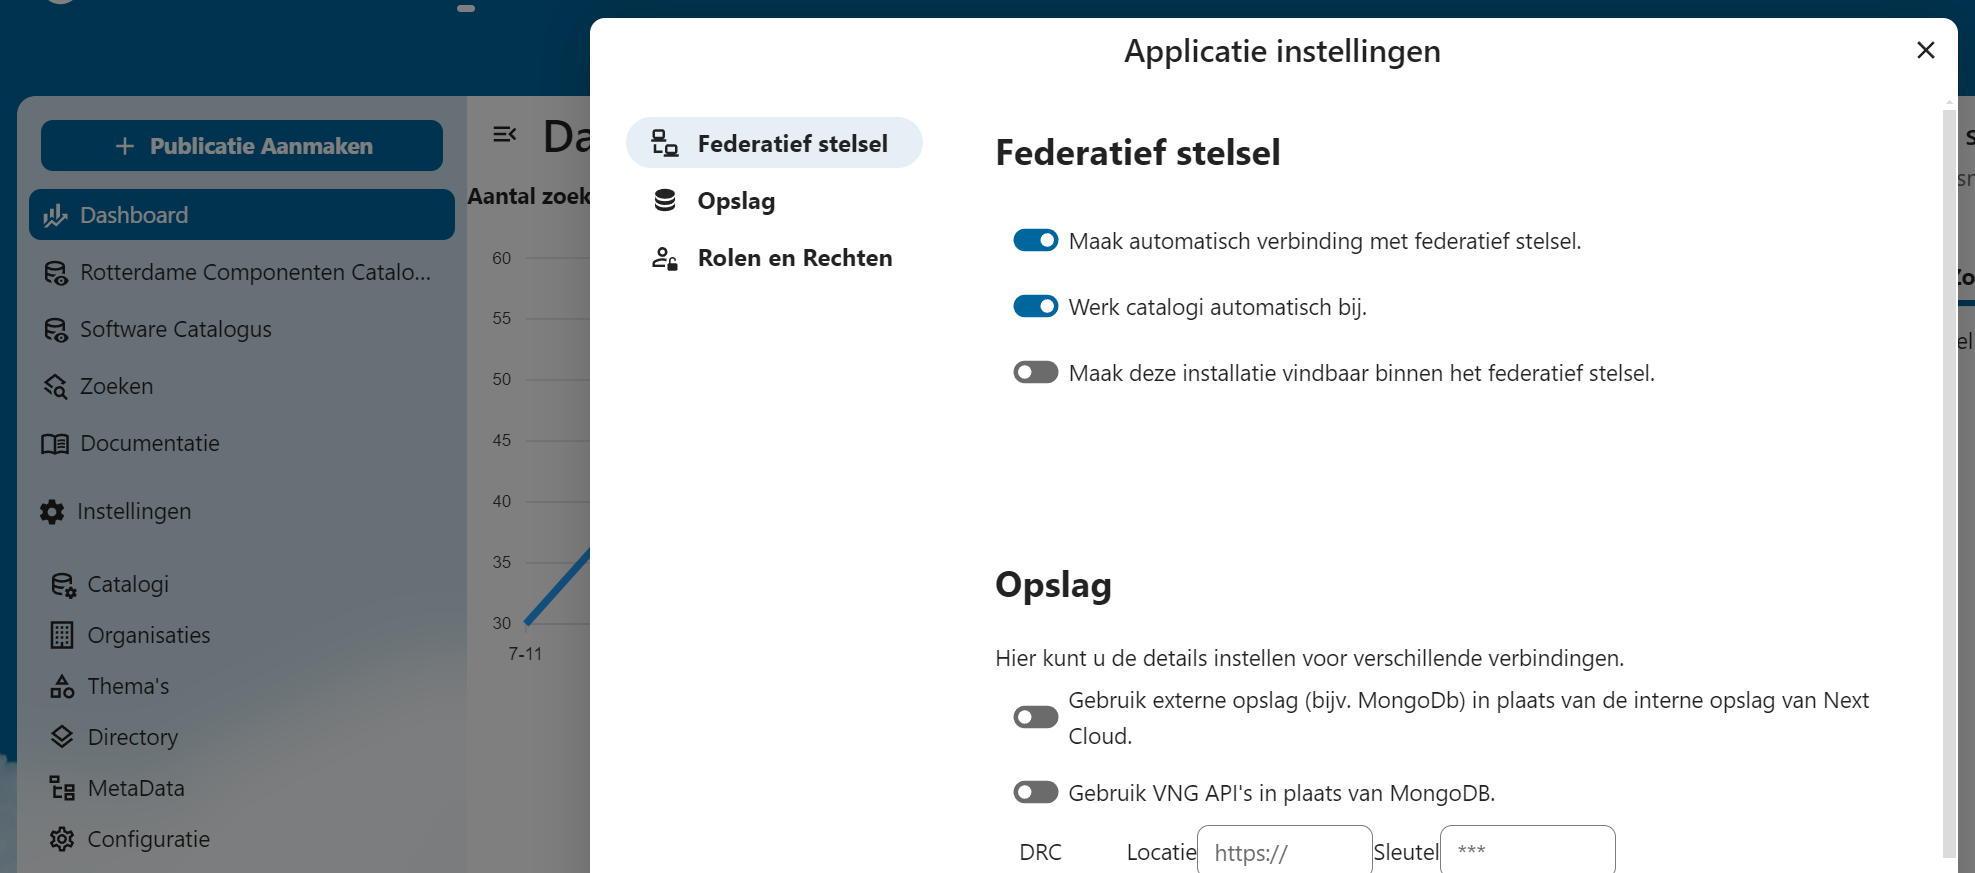 Applicatie instellingen
Publicatie Aanmaken
Dashboard
Rotterdame Componenten Catalo...
Software Catalogus
Zoeken
Documentatie
Instellingen
Catalogi
Organisaties
Thema's
Directory
MetaData
Configuratie
Da
Aantal zoek
60
55
50
45
40
35
30
7-11
Federatief stelsel
Opslag
Rolen en Rechten
Federatief stelsel
Maak automatisch verbinding met federatief stelsel.
Werk catalogi automatisch bij.
Maak deze installatie vindbaar binnen het federatief stelsel.
Opslag
Hier kunt u de details instellen voor verschillende verbindingen.
Gebruik externe opslag (bijv. MongoDb) in plaats van de interne opslag van Next
Cloud.
Gebruik VNG API's in plaats van MongoDB.
DRC Locatie https:// Sleutel ***